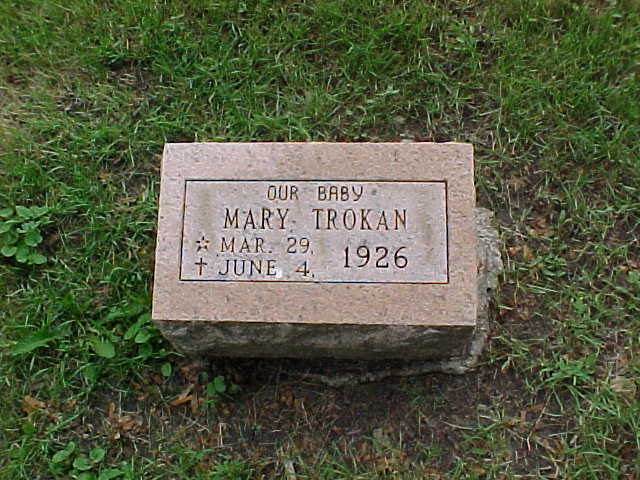 OUR BABY
MARY TROKAN
☆ MAR. 29,
✝ JUNE 4, 1926